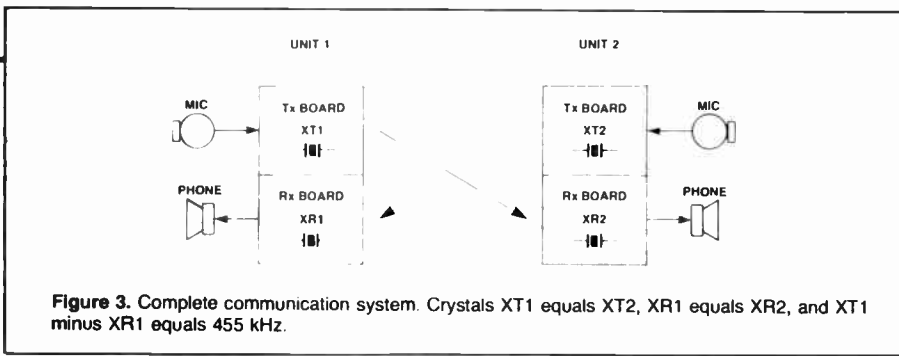 UNIT 1
UNIT 2
MIC
Tx BOARD
XT1
Tx BOARD
XT2
MIC
PHONE
Rx BOARD
XR1
Rx BOARD
XR2
PHONE
Figure 3. Complete communication system. Crystals XT1 equals XT2, XR1 equals XR2, and XT1
minus XR1 equals 455 kHz.